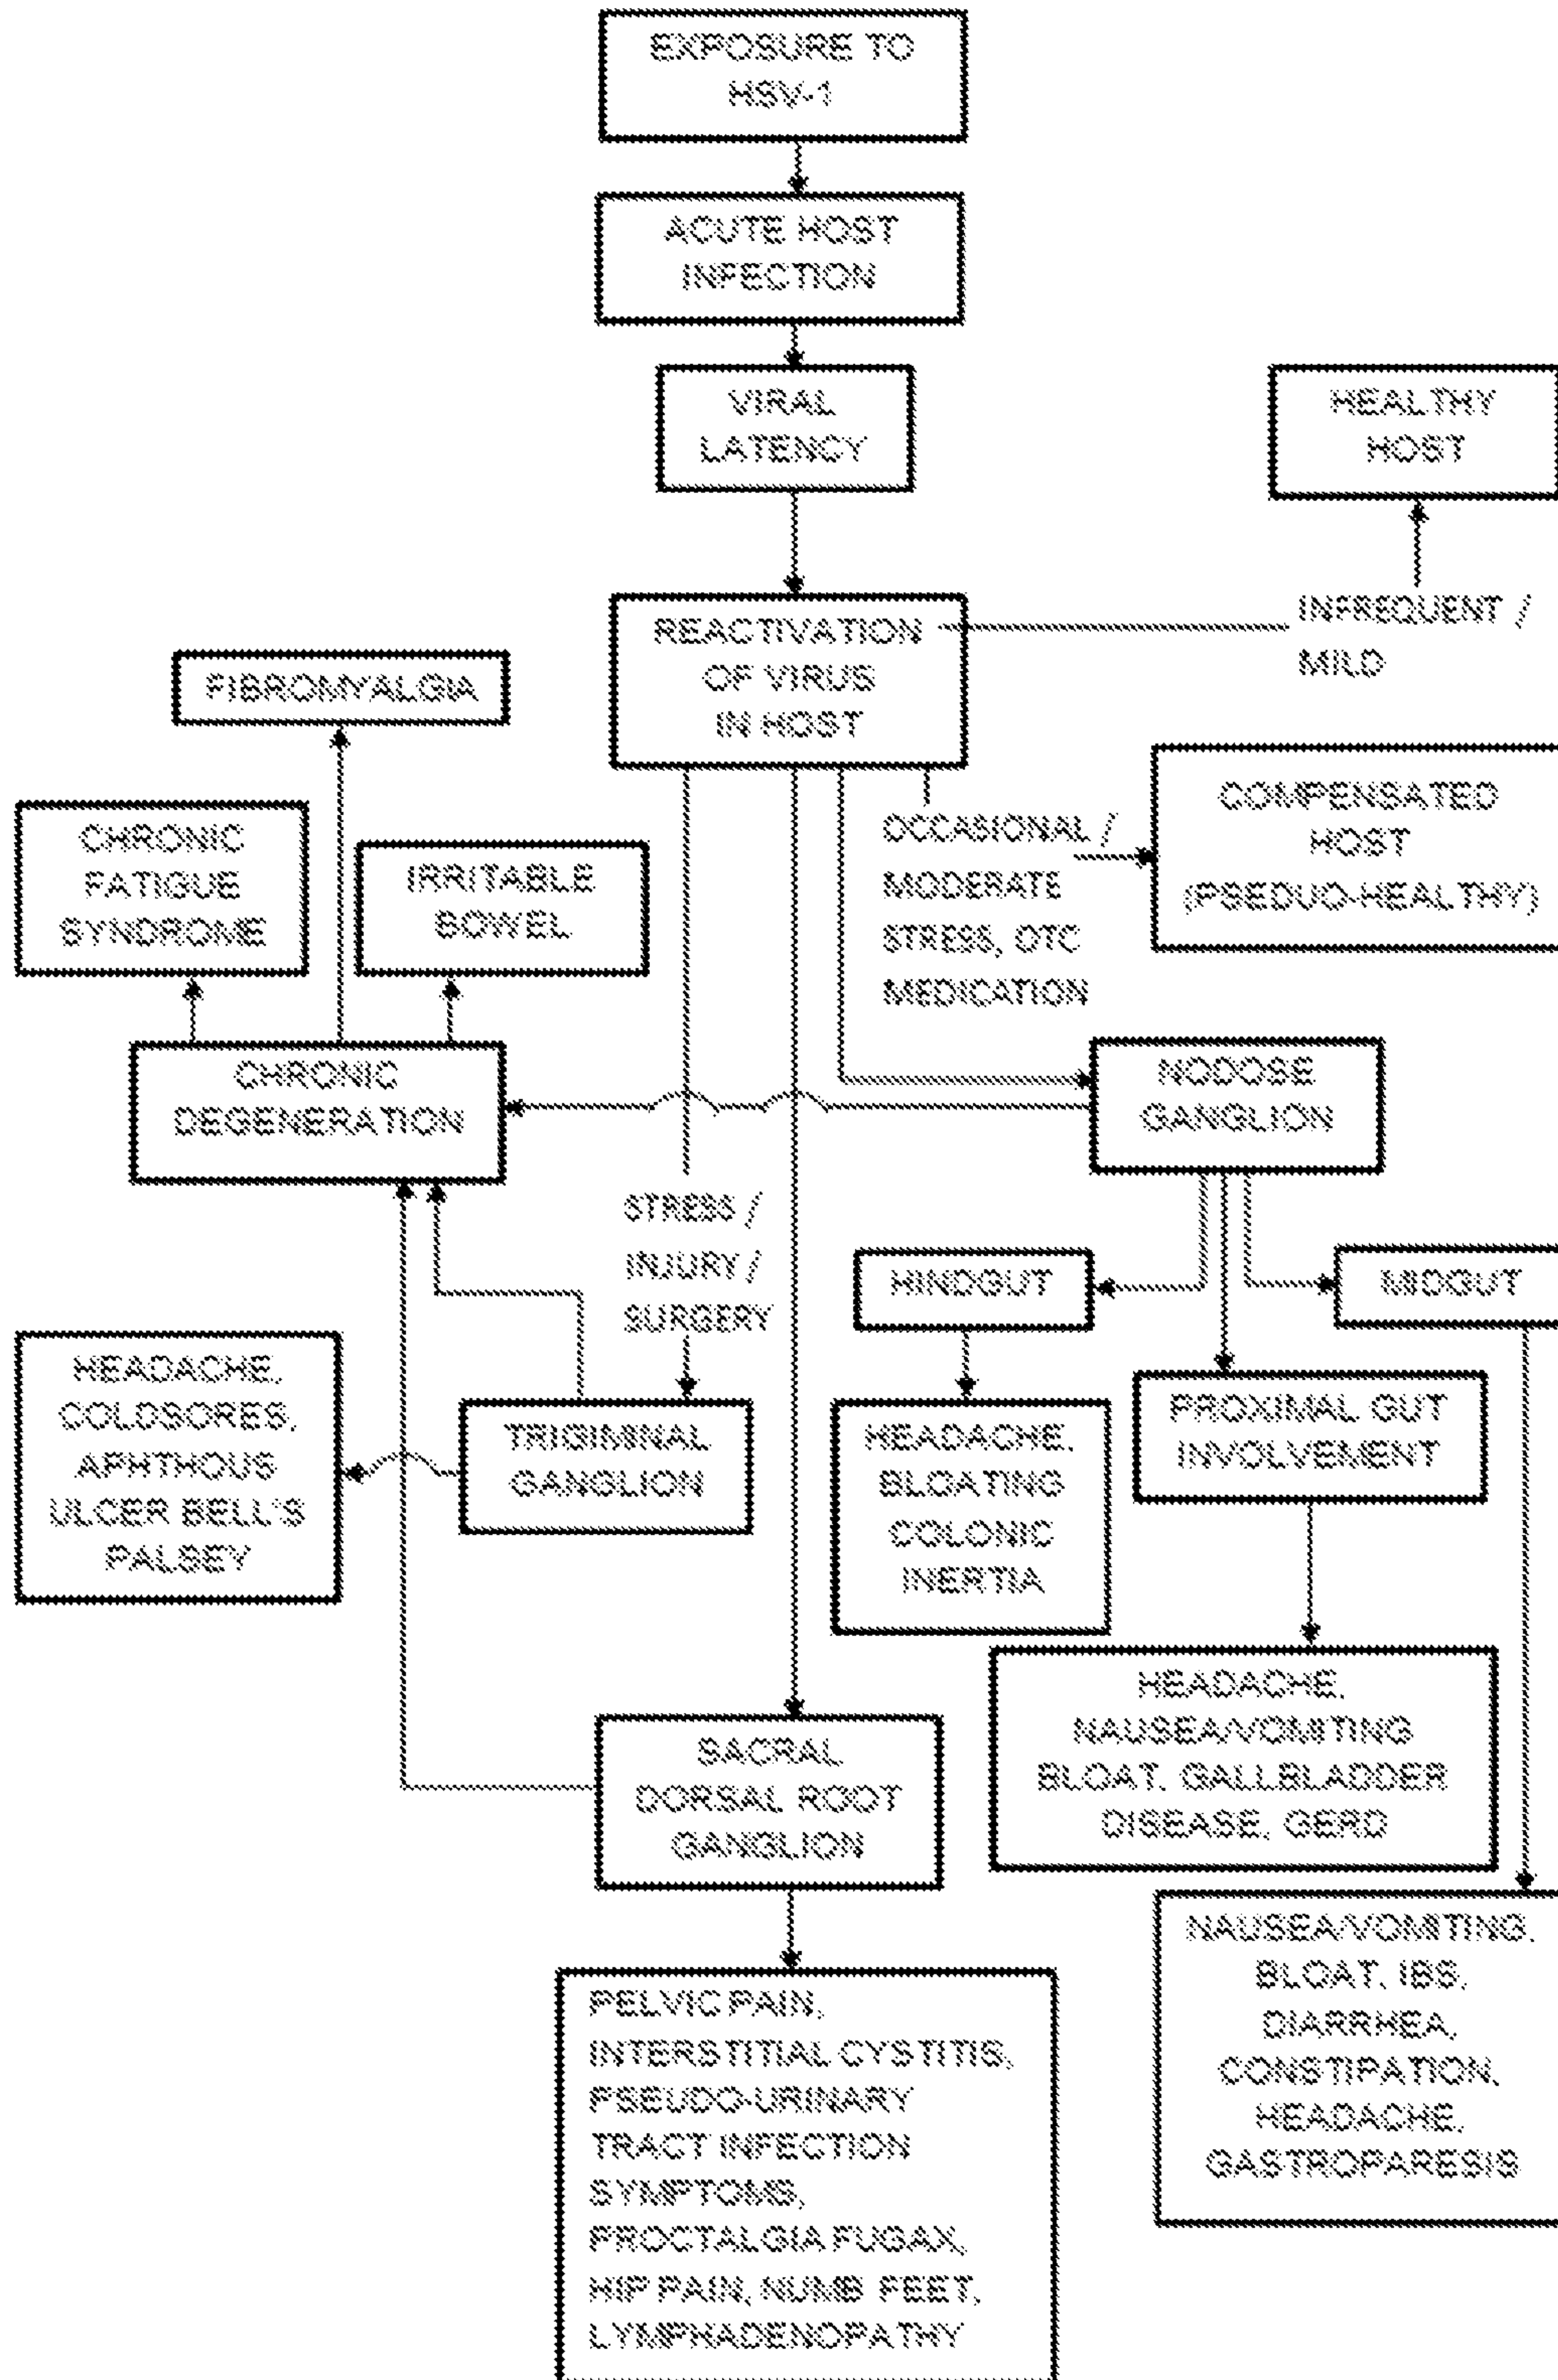 EXPOSURE TO
HSV-1
ACUTE HOST
INFECTION
VIRAL
LATENCY
HEALTHY
HOST
REACTIVATION
OF VIRUS
IN HOST
INFREQUENT /
MILD
FIBROMYALGIA
CHRONIC
FATIGUE
SYNDROME
IRRITABLE
BOWEL
OCCASIONAL /
MODERATE
STRESS, OTC
MEDICATION
COMPENSATED
HOST
(PSEDUO-HEALTHY)
CHRONIC
DEGENERATION
NODOSE
GANGLION
STRESS /
INJURY /
SURGERY
HINDGUT
MIDGUT
HEADACHE,
COLDSORES,
APHTHOUS
ULCER BELL'S
PALSEY
TRIGIMINAL
GANGLION
HEADACHE,
BLOATING
COLONIC
INERTIA
PROXIMAL GUT
INVOLVEMENT
SACRAL
DORSAL ROOT
GANGLION
HEADACHE,
NAUSEA/VOMITING
BLOAT, GALLBLADDER
DISEASE, GERD
PELVIC PAIN,
INTERSTITIAL CYSTITIS,
PSEUDO-URINARY
TRACT INFECTION
SYMPTOMS,
PROCTALGIA FUGAX,
HIP PAIN, NUMB FEET,
LYMPHADENOPATHY
NAUSEA/VOMITING,
BLOAT, IBS,
DIARRHEA,
CONSTIPATION,
HEADACHE,
GASTROPARESIS